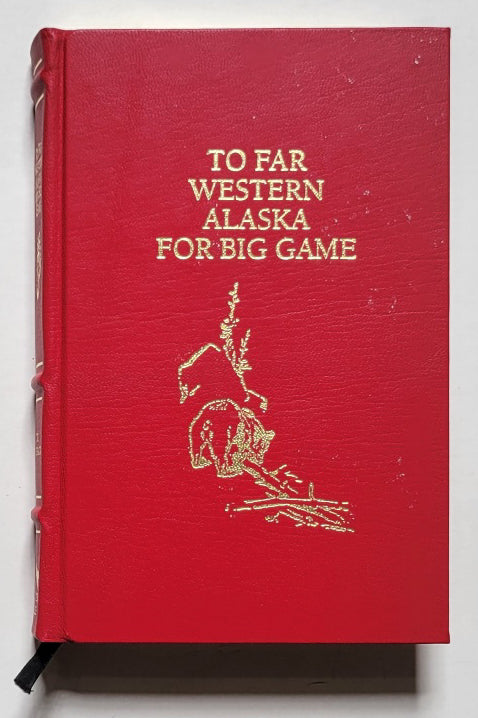 TO FAR
WESTERN
ALASKA
FOR BIG GAME